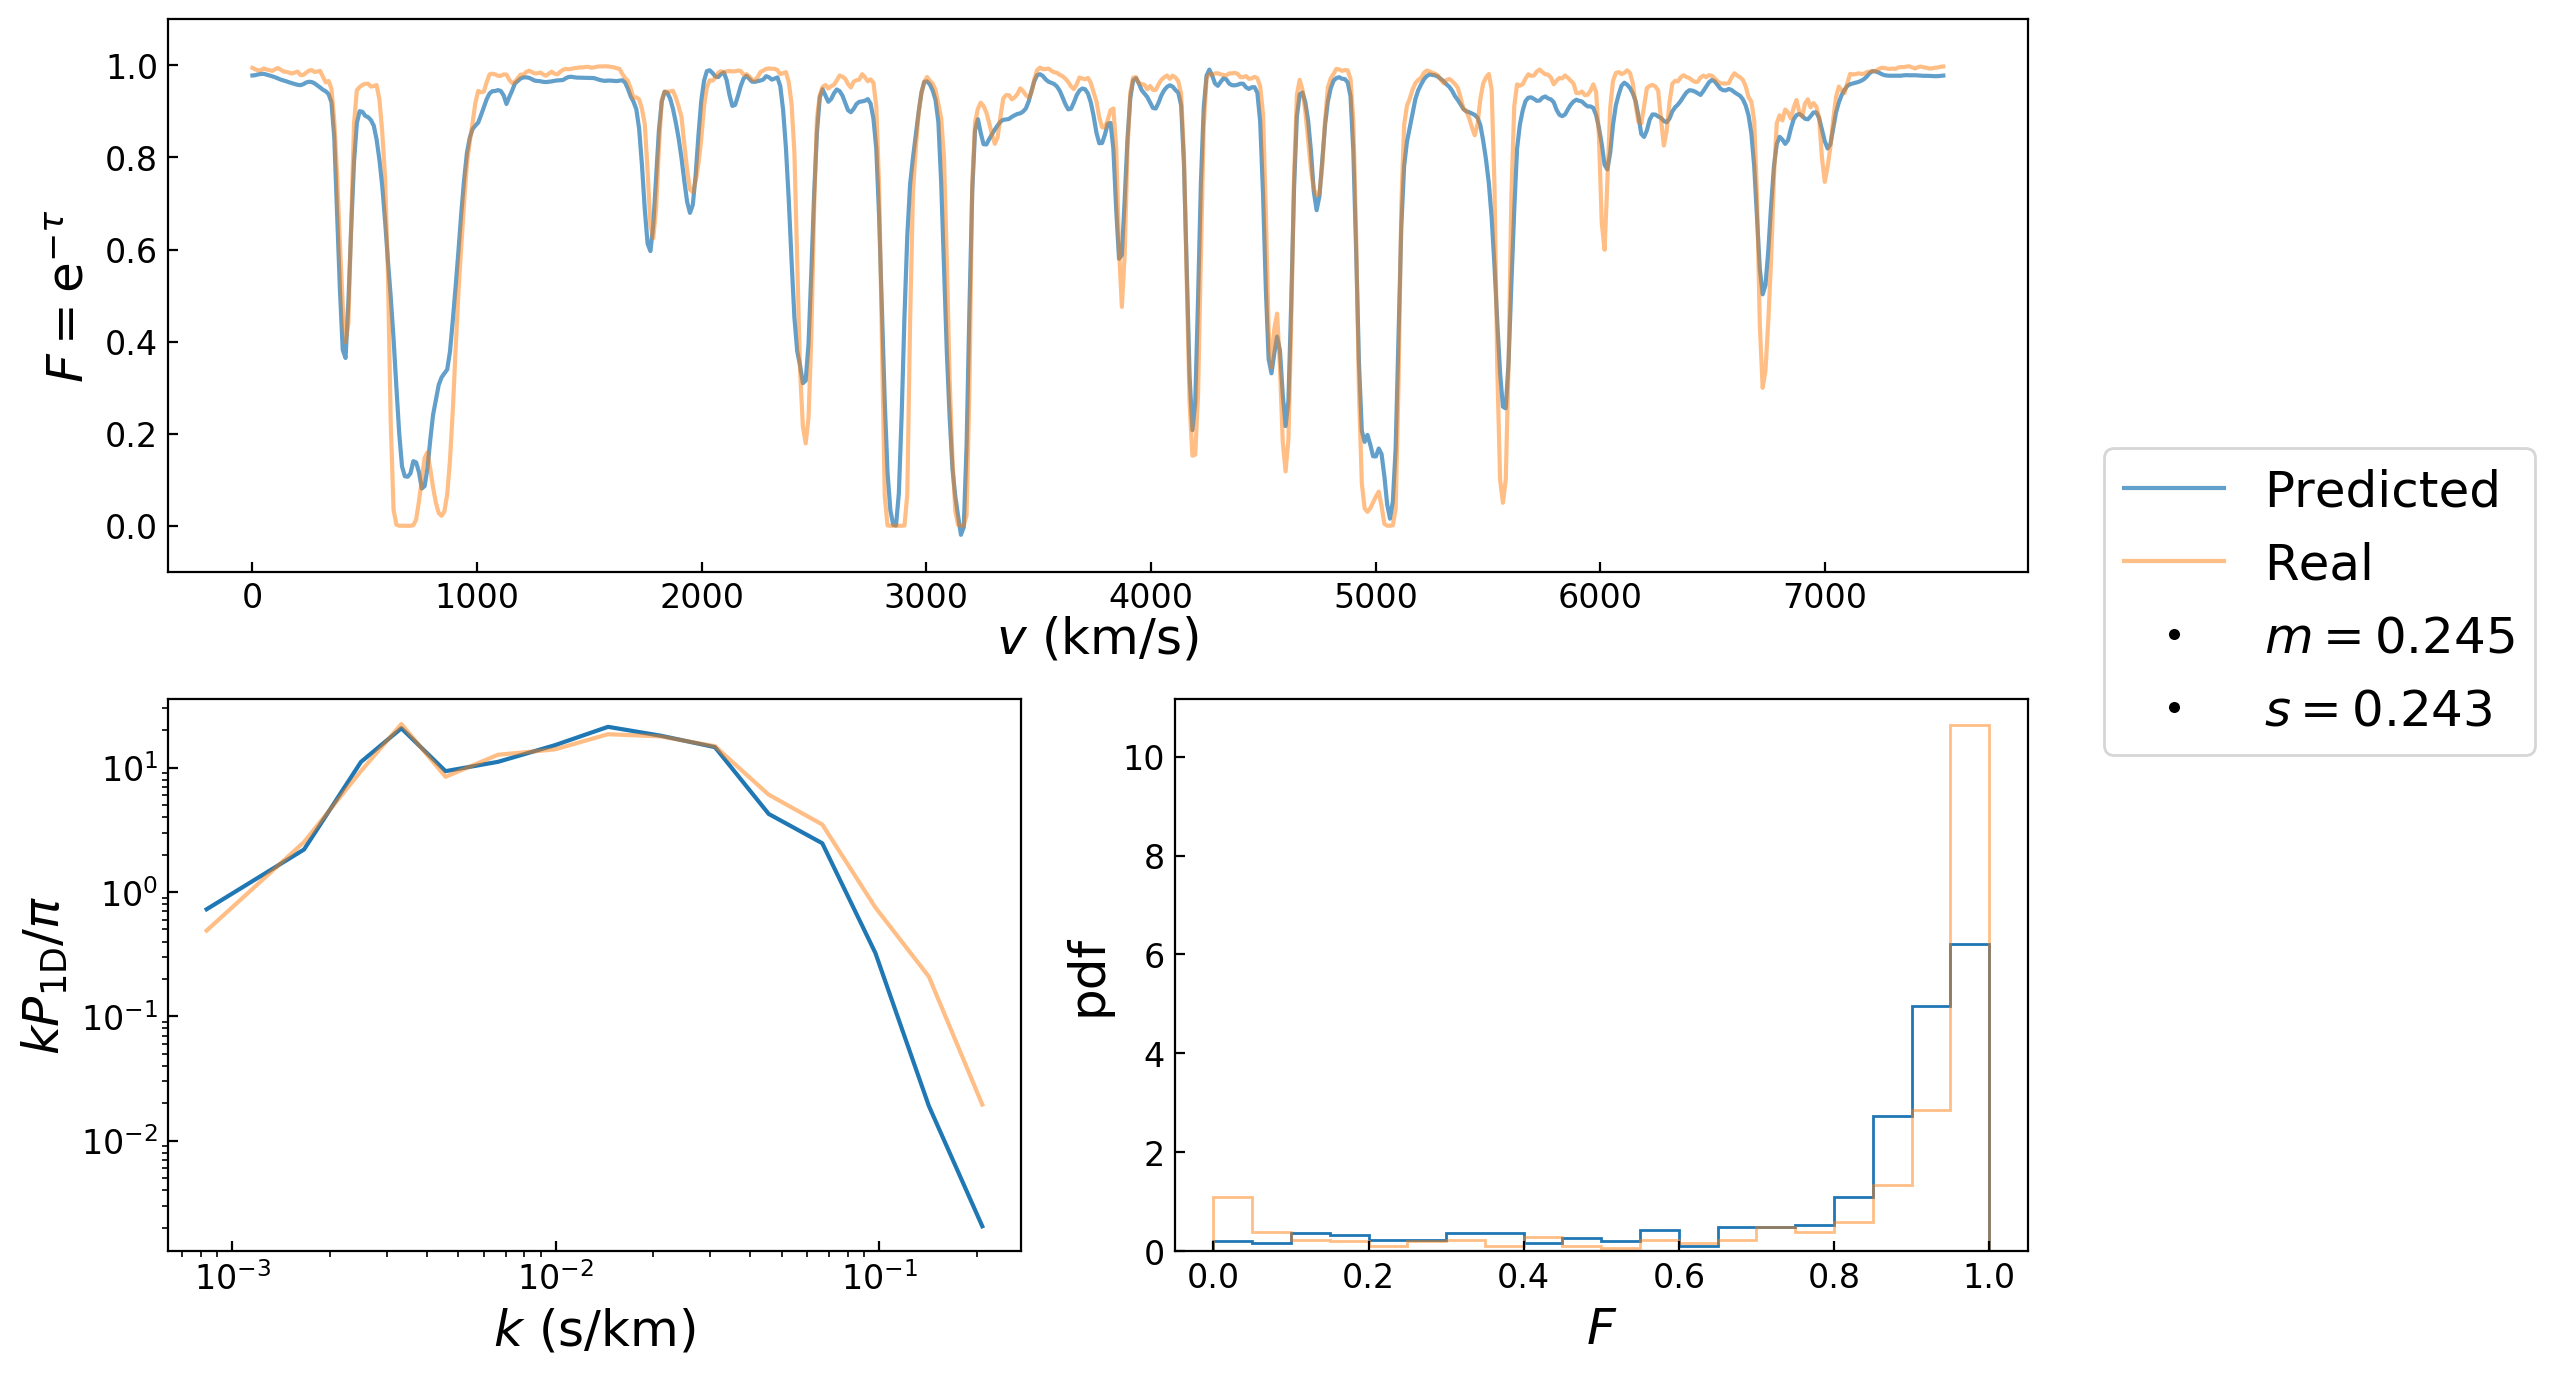 F = e^{−τ}
1.0
0.8
0.6
0.4
0.2
0.0
0 1000 2000 3000 4000 5000 6000 7000
v (km/s)
Predicted
Real
m = 0.245
s = 0.243
kP_{1D}/π
10^1
10^0
10^{−1}
10^{−2}
10^{−3} 10^{−2} 10^{−1}
k (s/km)
pdf
10
8
6
4
2
0
0.0 0.2 0.4 0.6 0.8 1.0
F